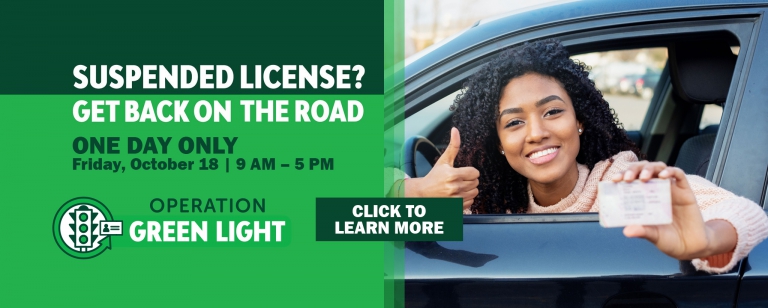 SUSPENDED LICENSE?
GET BACK ON THE ROAD
ONE DAY ONLY
Friday, October 18 | 9 AM – 5 PM
OPERATION
GREEN LIGHT
CLICK TO
LEARN MORE